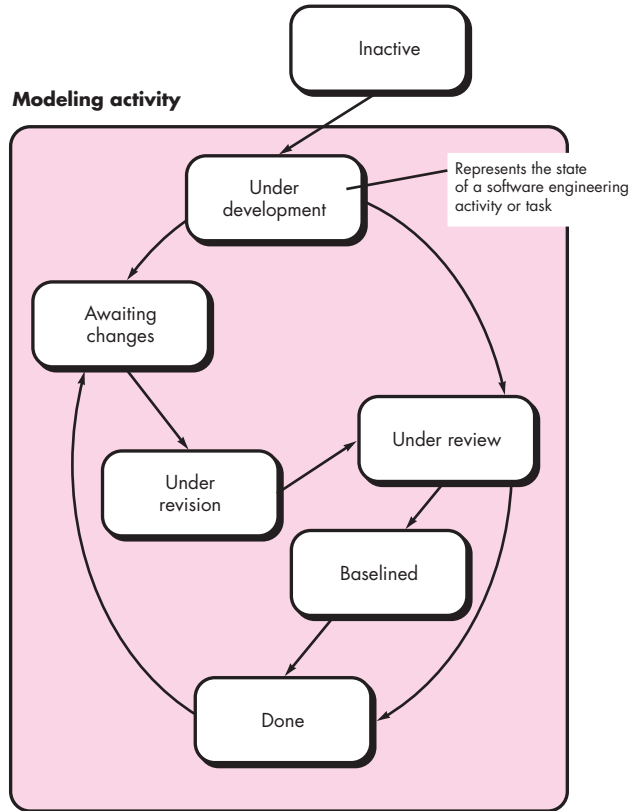 Inactive
Modeling activity
Under
development
Represents the state
of a software engineering
activity or task
Awaiting
changes
Under review
Under
revision
Baselined
Done